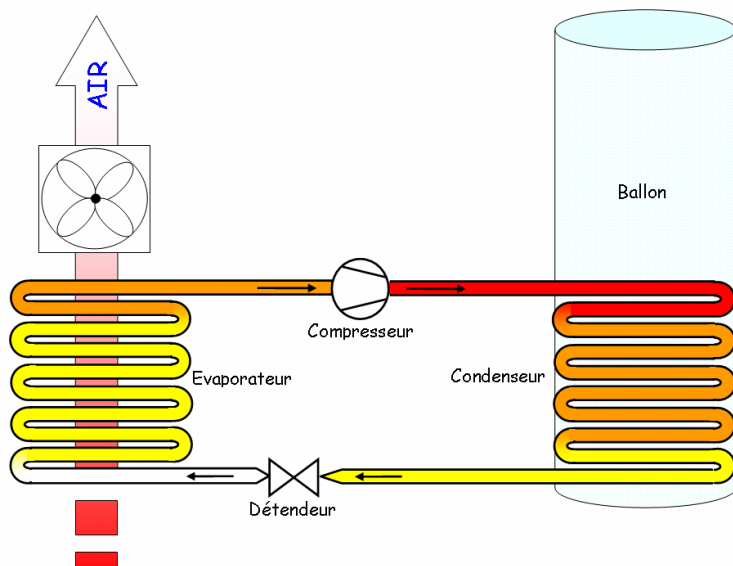 AIR
Ballon
Compresseur
Evaporateur
Condenseur
Détendeur